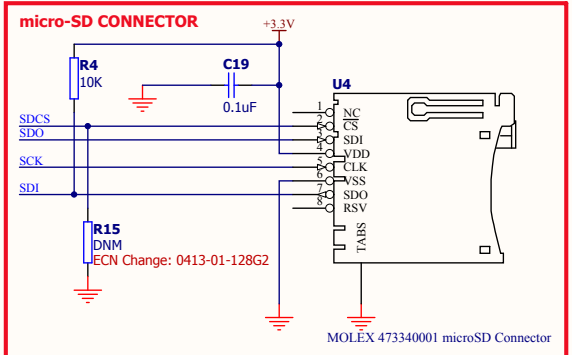 micro-SD CONNECTOR
+3.3V
R4
10K
C19
0.1uF
U4
1
NC
SDCS
2
CS
SDO
3
SDI
4
VDD
SCK
5
CLK
6
VSS
SDI
7
SDO
8
RSV
R15
DNM
ECN Change: 0413-01-128G2
TABS
MOLEX 473340001 microSD Connector